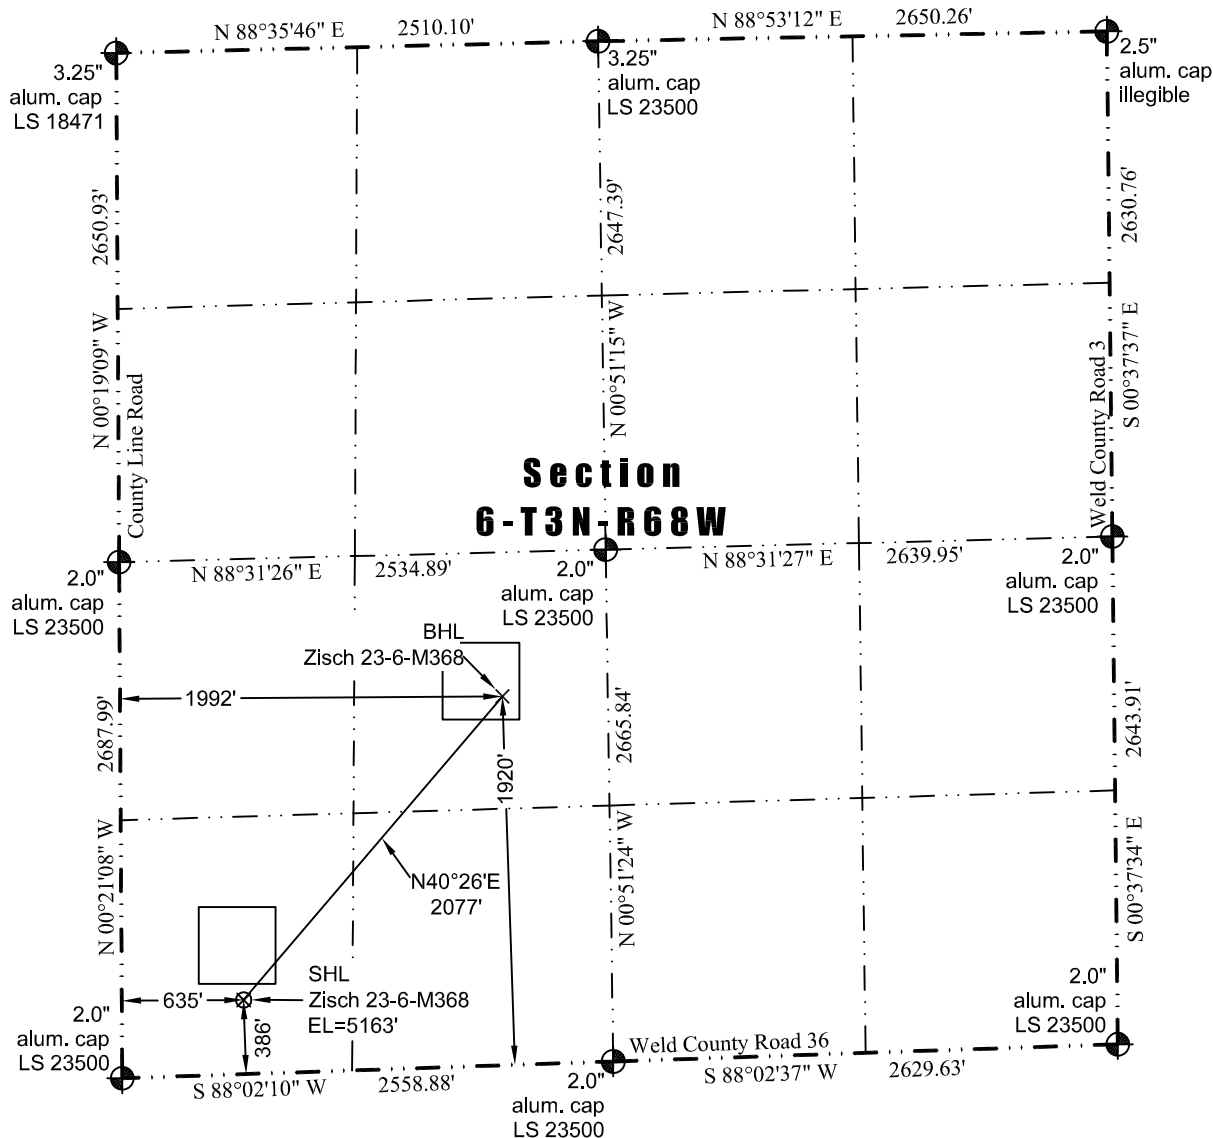 N 88°35'46" E 2510.10' N 88°53'12" E 2650.26'
3.25"
alum. cap
LS 18471
3.25"
alum. cap
LS 23500
2.5"
alum. cap
illegible
2650.93'
2647.39'
2630.76'
N 00°19'09" W
County Line Road
N 00°51'15" W
Weld County Road 3
S 00°37'37" E
Section
6-T3N-R68W
N 88°31'26" E 2534.89' N 88°31'27" E 2639.95'
2.0"
alum. cap
LS 23500
2.0"
alum. cap
LS 23500
2.0"
alum. cap
LS 23500
BHL
Zisch 23-6-M368
1992'
2687.99'
1920'
2665.84'
2643.91'
N 00°21'08" W
N40°26'E
2077'
N 00°51'24" W
S 00°37'34" E
SHL
Zisch 23-6-M368
EL=5163'
635'
386'
2.0"
alum. cap
LS 23500
2.0"
alum. cap
LS 23500
Weld County Road 36
S 88°02'10" W 2558.88' S 88°02'37" W 2629.63'
2.0"
alum. cap
LS 23500